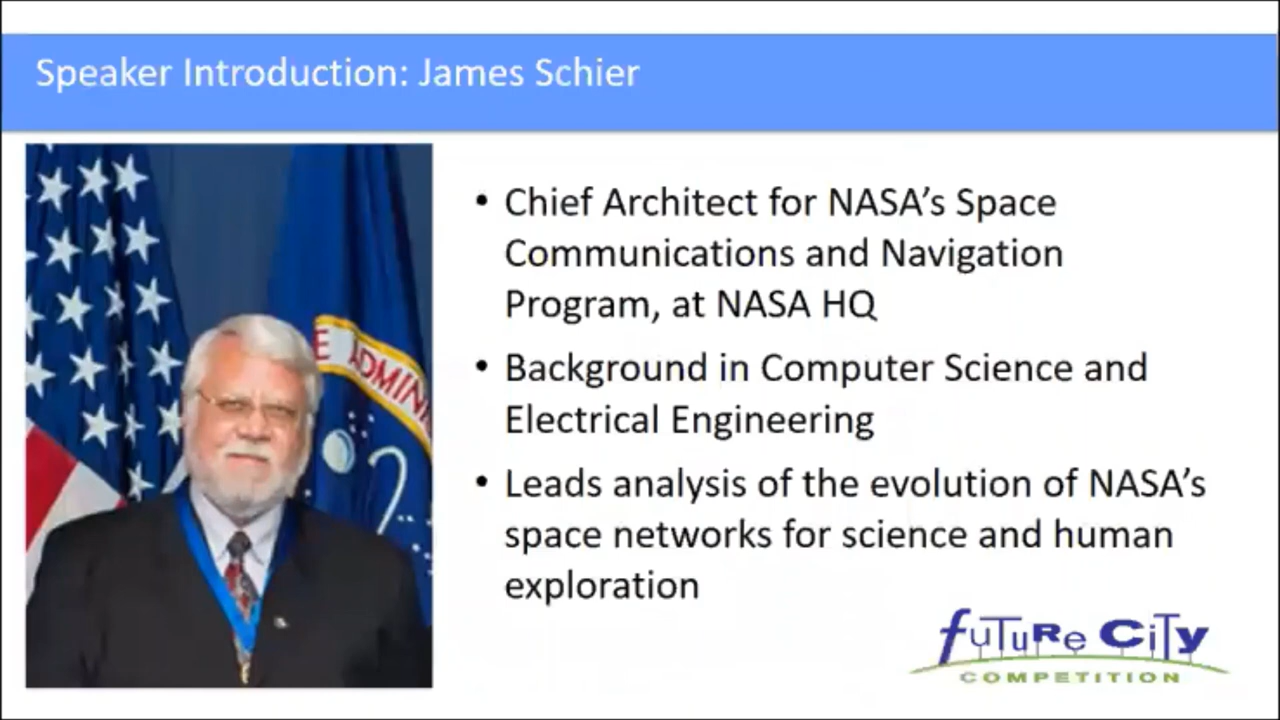 Speaker Introduction: James Schier
• Chief Architect for NASA’s Space
Communications and Navigation
Program, at NASA HQ
• Background in Computer Science and
Electrical Engineering
• Leads analysis of the evolution of NASA’s
space networks for science and human
exploration
E ADMIN
fuTuRe CiTy
COMPETITION